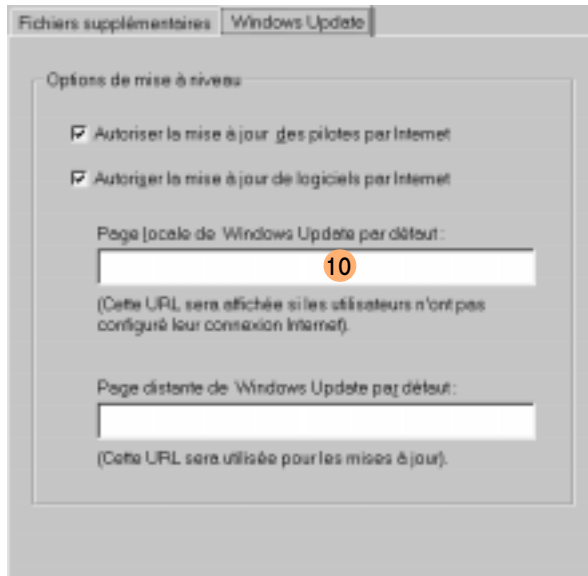 Fichiers supplémentaires Windows Update
Options de mise à niveau
Autoriser la mise à jour des pilotes par Internet
Autoriser la mise à jour de logiciels par Internet
Page locale de Windows Update par défaut :
10
(Cette URL sera affichée si les utilisateurs n'ont pas
configuré leur connexion Internet).
Page distante de Windows Update par défaut :
(Cette URL sera utilisée pour les mises à jour).